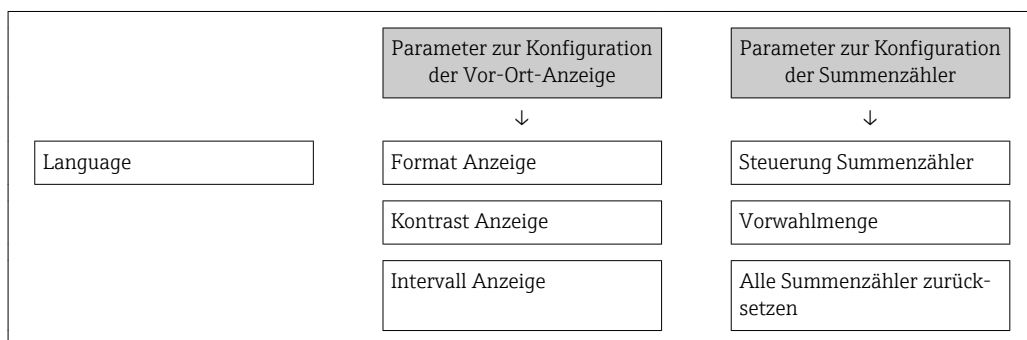 Parameter zur Konfiguration
der Vor-Ort-Anzeige
Parameter zur Konfiguration
der Summenzähler
↓
↓
Language
Format Anzeige
Steuerung Summenzähler
Kontrast Anzeige
Vorwahlmenge
Intervall Anzeige
Alle Summenzähler zurück-
setzen